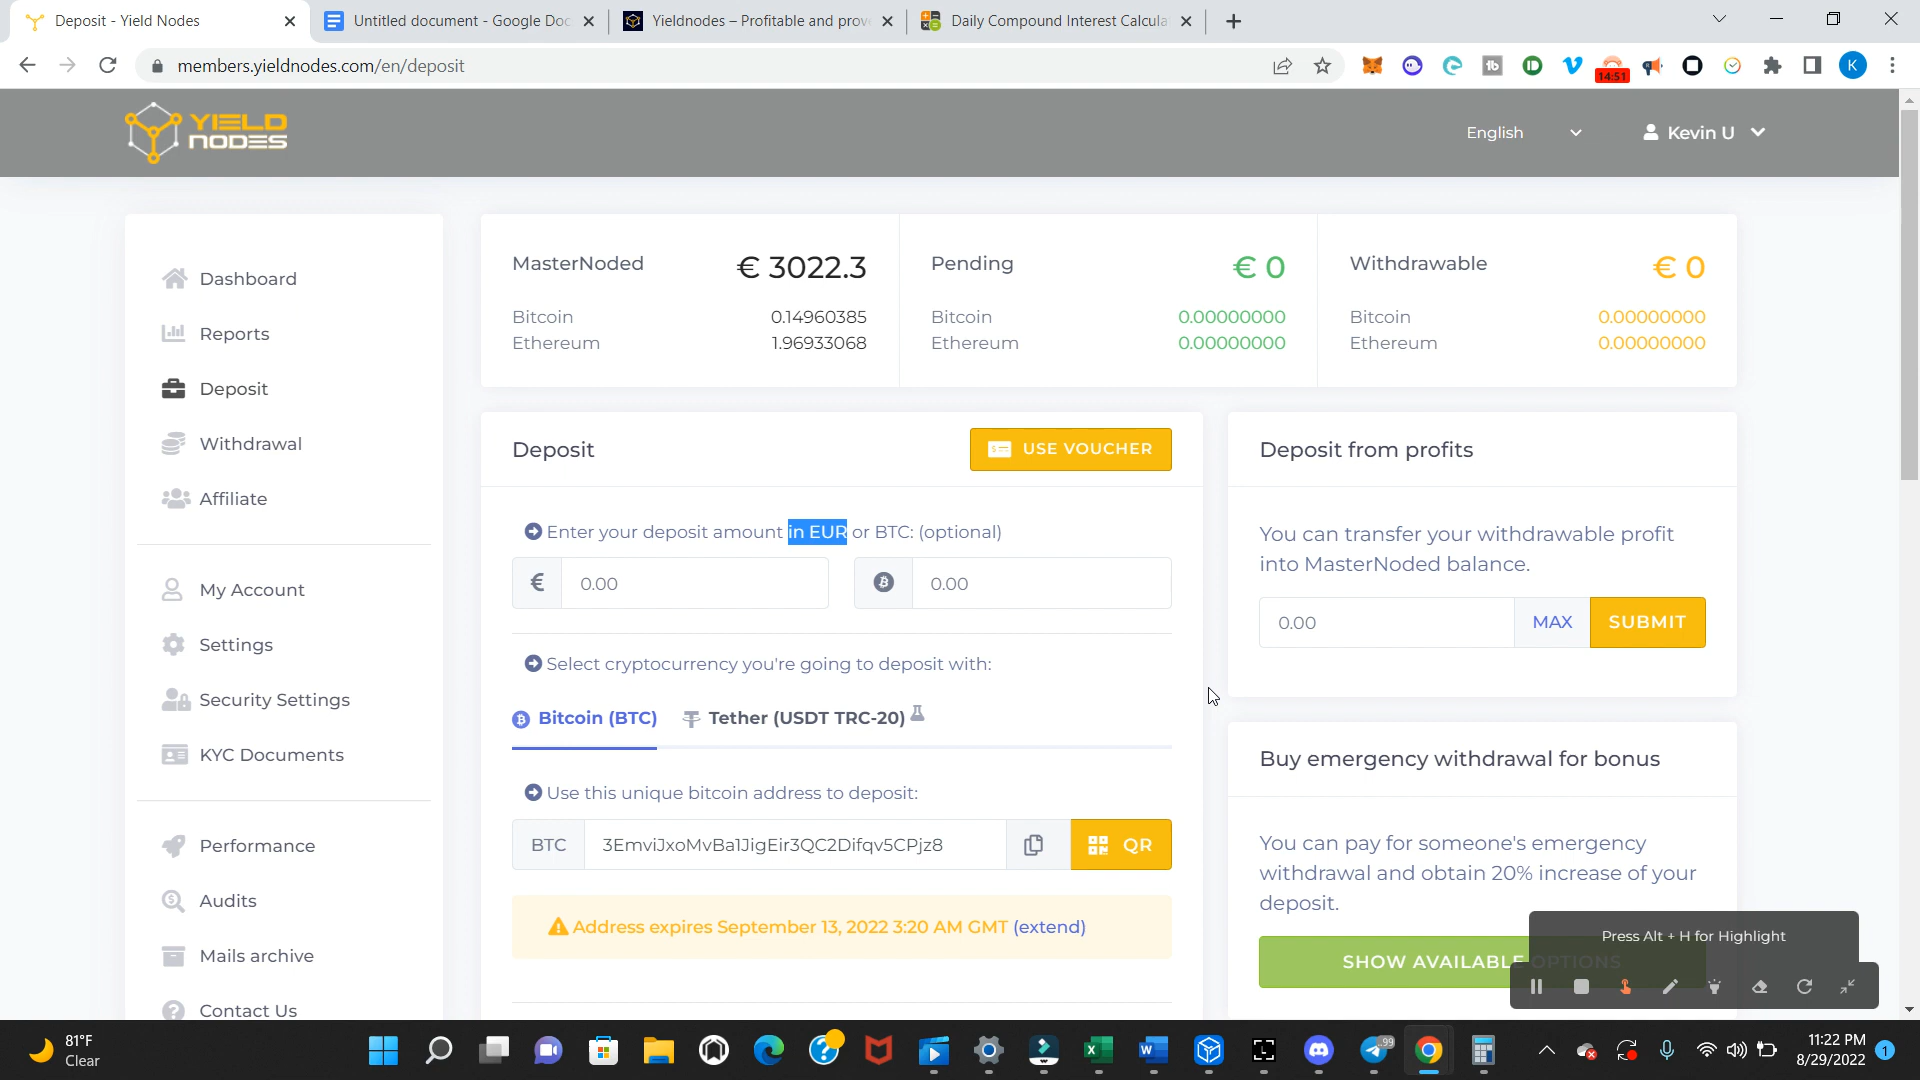 Deposit - Yield Nodes
Untitled document - Google Doc
Yieldnodes – Profitable and prov
Daily Compound Interest Calcula
members.yieldnodes.com/en/deposit
14:51
K
YIELD
NODES
English
Kevin U
Dashboard
Reports
Deposit
Withdrawal
Affiliate
My Account
Settings
Security Settings
KYC Documents
Performance
Audits
Mails archive
Contact Us
MasterNoded € 3022.3
Bitcoin 0.14960385
Ethereum 1.96933068
Pending € 0
Bitcoin 0.00000000
Ethereum 0.00000000
Withdrawable € 0
Bitcoin 0.00000000
Ethereum 0.00000000
Deposit
USE VOUCHER
Enter your deposit amount in EUR or BTC: (optional)
€ 0.00
0.00
Select cryptocurrency you're going to deposit with:
Bitcoin (BTC) Tether (USDT TRC-20)
Use this unique bitcoin address to deposit:
BTC 3EmviJxoMvBa1JigEir3QC2Difqv5CPjz8 QR
Address expires September 13, 2022 3:20 AM GMT (extend)
Deposit from profits
You can transfer your withdrawable profit
into MasterNoded balance.
0.00 MAX SUBMIT
Buy emergency withdrawal for bonus
You can pay for someone's emergency
withdrawal and obtain 20% increase of your
deposit.
SHOW AVAILABLE OPTIONS
Press Alt + H for Highlight
81°F
Clear
99
11:22 PM
8/29/2022
1